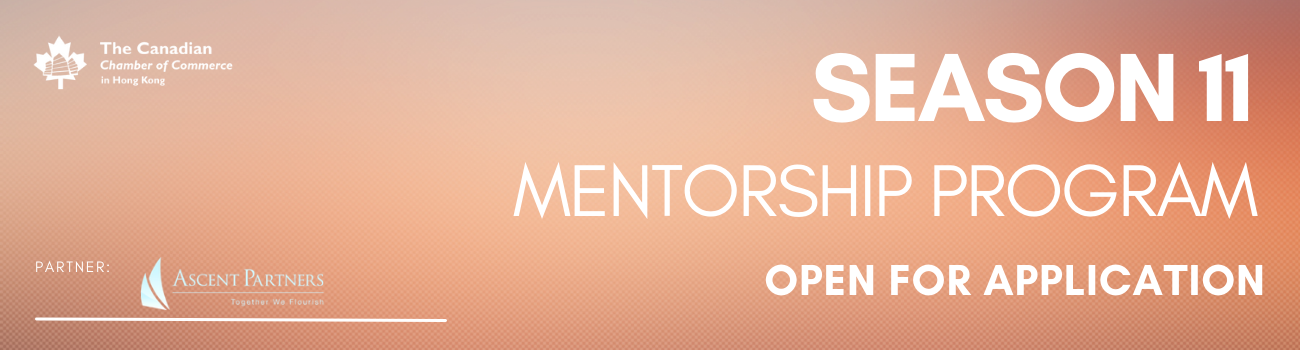 The Canadian
Chamber of Commerce
in Hong Kong
SEASON 11
MENTORSHIP PROGRAM
OPEN FOR APPLICATION
PARTNER:
ASCENT PARTNERS
Together We Flourish